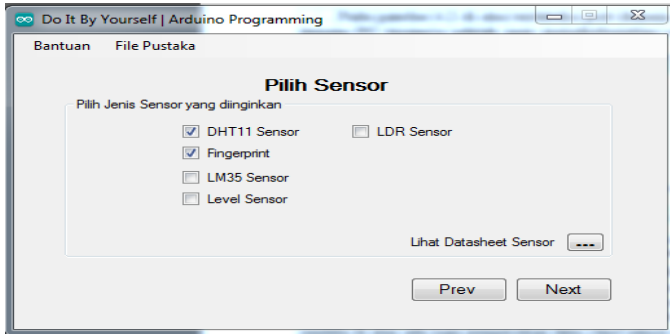 Do It By Yourself | Arduino Programming
Bantuan File Pustaka
Pilih Sensor
Pilih Jenis Sensor yang diinginkan
DHT11 Sensor LDR Sensor
Fingerprint
LM35 Sensor
Level Sensor
Lihat Datasheet Sensor ...
Prev Next